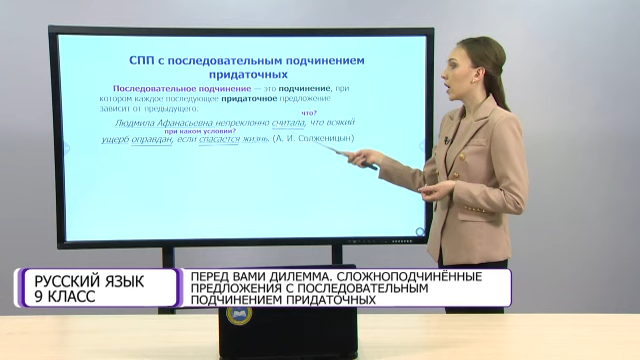 СПП с последовательным подчинением
придаточных
Последовательное подчинение — это подчинение, при
котором каждое последующее придаточное предложение
зависит от предыдущего.
что?
Людмила Афанасьевна непреклонно считала, что всякий
при каком условии?
ущерб оправдан, если спасается жизнь. (А. И. Солженицын)
РУССКИЙ ЯЗЫК
9 КЛАСС
ПЕРЕД ВАМИ ДИЛЕММА. СЛОЖНОПОДЧИНЁННЫЕ
ПРЕДЛОЖЕНИЯ С ПОСЛЕДОВАТЕЛЬНЫМ
ПОДЧИНЕНИЕМ ПРИДАТОЧНЫХ